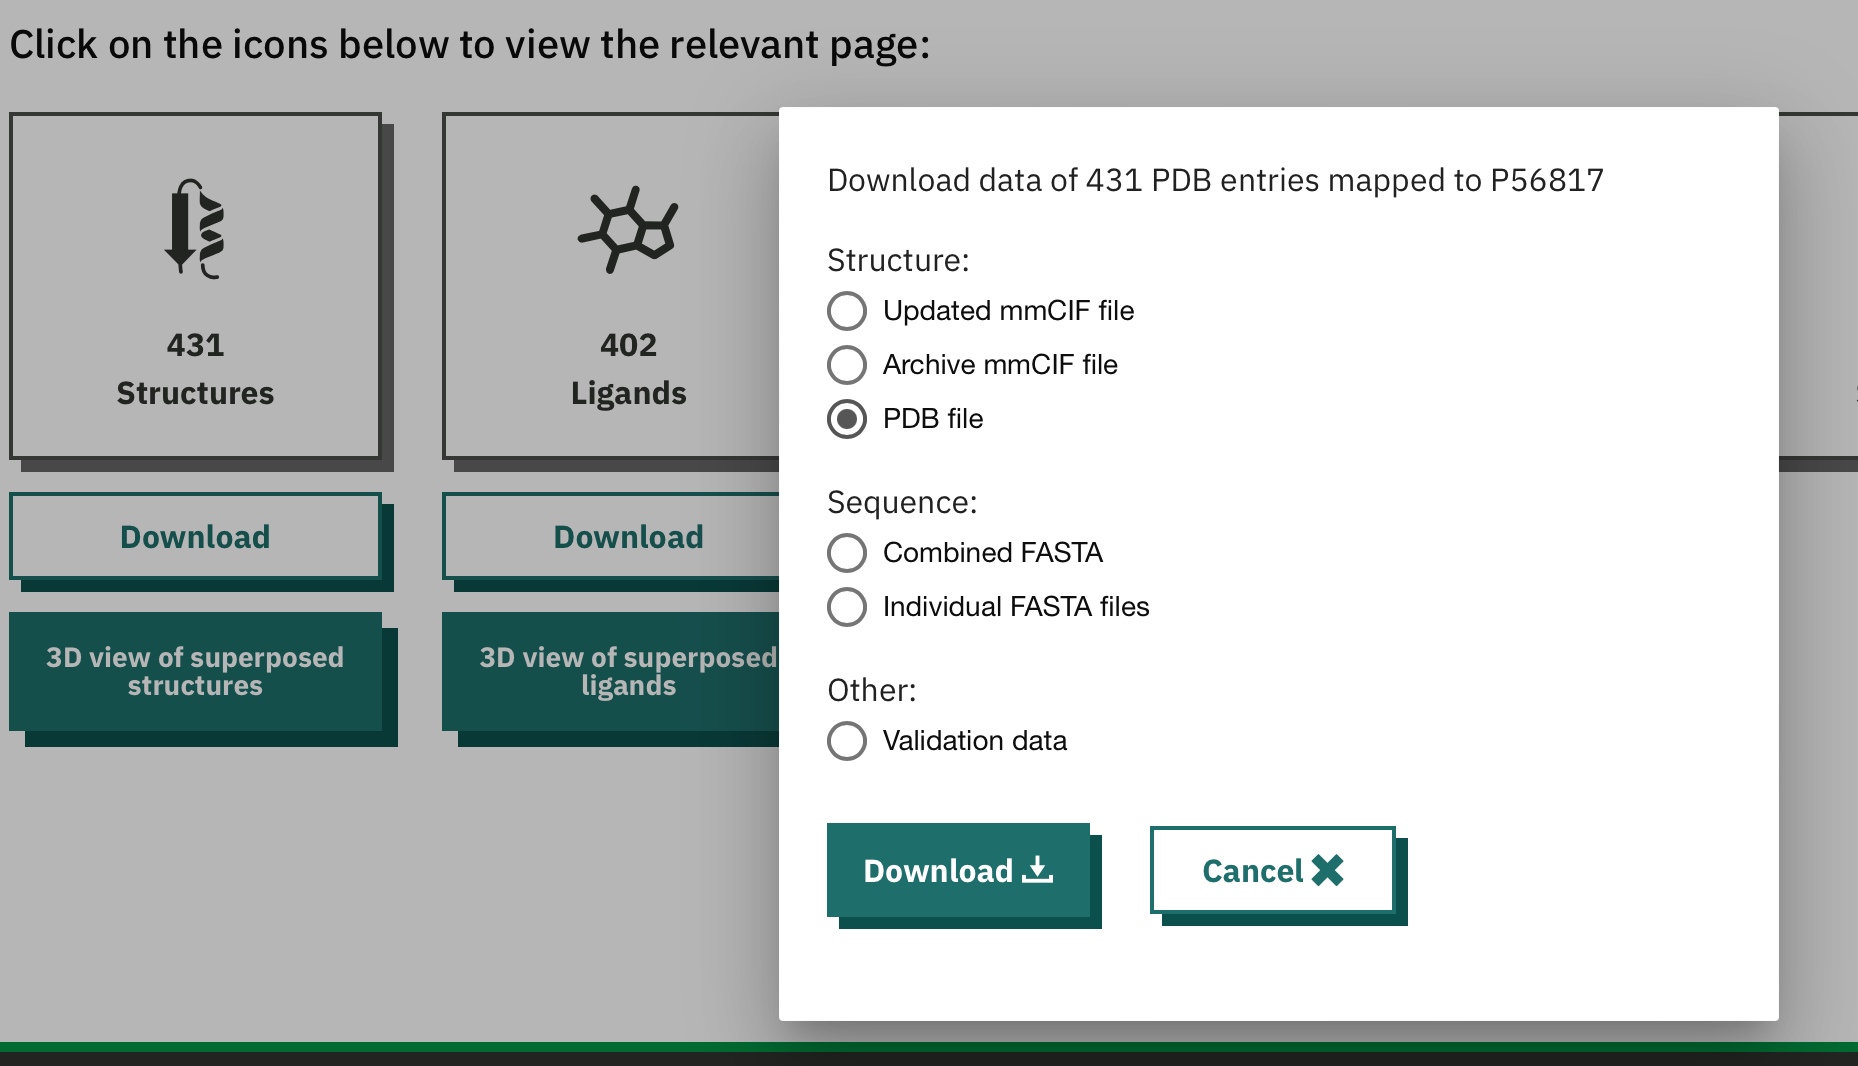 Click on the icons below to view the relevant page:
431
Structures
Download
3D view of superposed
structures
402
Ligands
Download
3D view of superposed
ligands
Download data of 431 PDB entries mapped to P56817
Structure:
Updated mmCIF file
Archive mmCIF file
PDB file
Sequence:
Combined FASTA
Individual FASTA files
Other:
Validation data
Download
Cancel